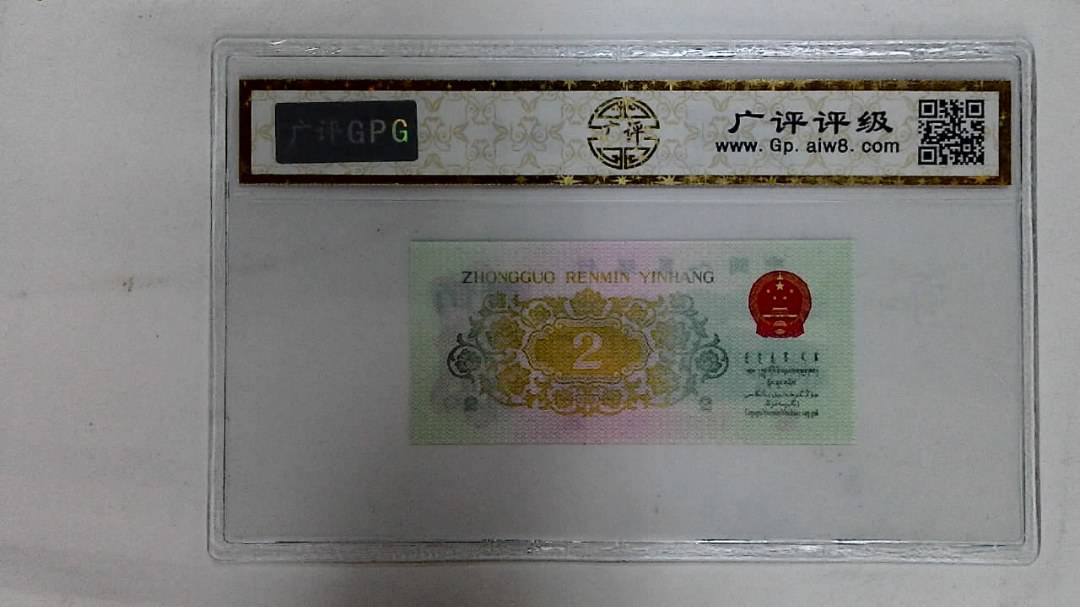 广评GPG
广评
广评评级
www.Gp.aiw8.com
ZHONGGUO RENMIN YINHANG
2